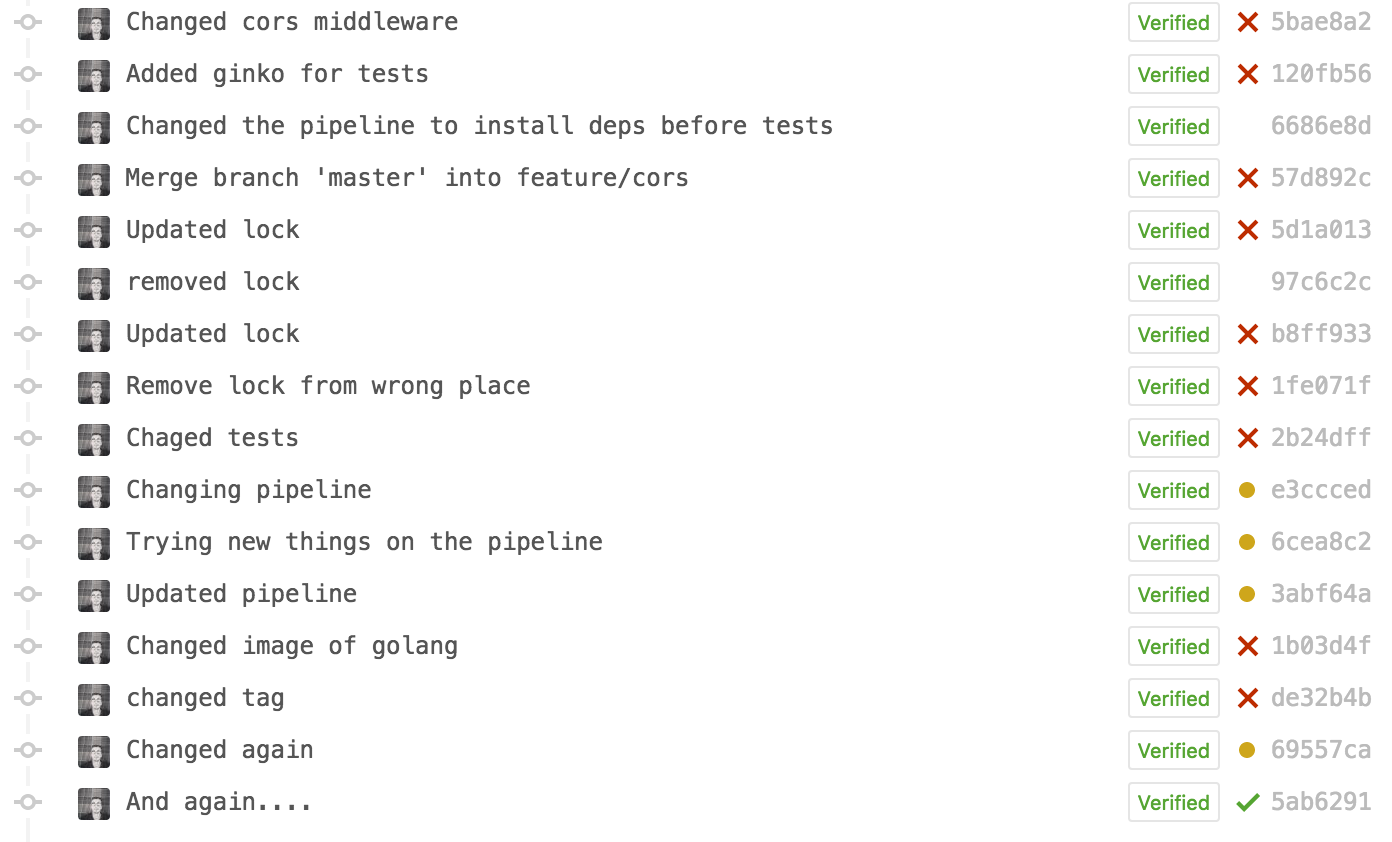 Changed cors middleware Verified 5bae8a2
Added ginko for tests Verified 120fb56
Changed the pipeline to install deps before tests Verified 6686e8d
Merge branch 'master' into feature/cors Verified 57d892c
Updated lock Verified 5d1a013
removed lock Verified 97c6c2c
Updated lock Verified b8ff933
Remove lock from wrong place Verified 1fe071f
Chaged tests Verified 2b24dff
Changing pipeline Verified e3ccced
Trying new things on the pipeline Verified 6cea8c2
Updated pipeline Verified 3abf64a
Changed image of golang Verified 1b03d4f
changed tag Verified de32b4b
Changed again Verified 69557ca
And again.... Verified 5ab6291